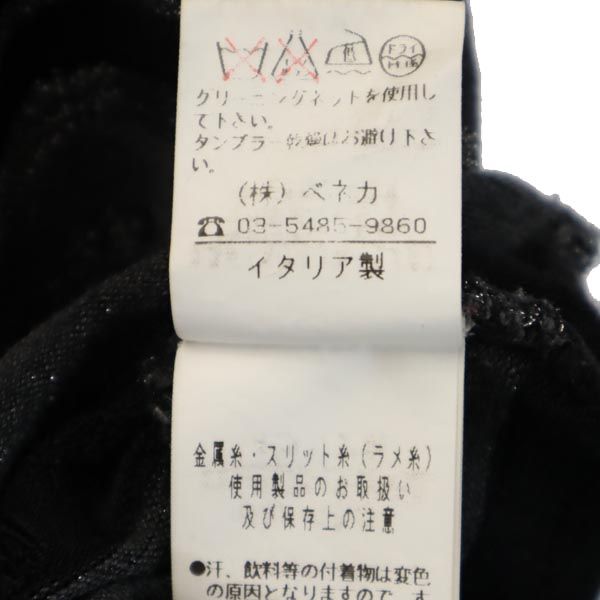 ドライ
クリーニングネットを使用し
て下さい。
タンブラー乾燥はお避け下さ
い。
(株) ベネカ
☎ 03-5485-9860
イタリア製
金属糸・スリット糸(ラメ糸)
使用製品のお取扱い
及び保存上の注意
●汗、飲料等の付着物は変色
の原因となりますので、す